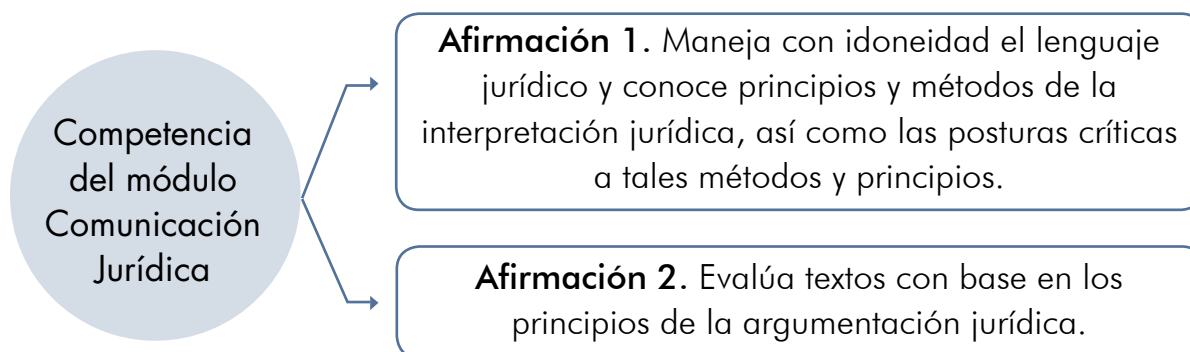 Competencia
del módulo
Comunicación
Jurídica
Afirmación 1. Maneja con idoneidad el lenguaje
jurídico y conoce principios y métodos de la
interpretación jurídica, así como las posturas críticas
a tales métodos y principios.
Afirmación 2. Evalúa textos con base en los
principios de la argumentación jurídica.